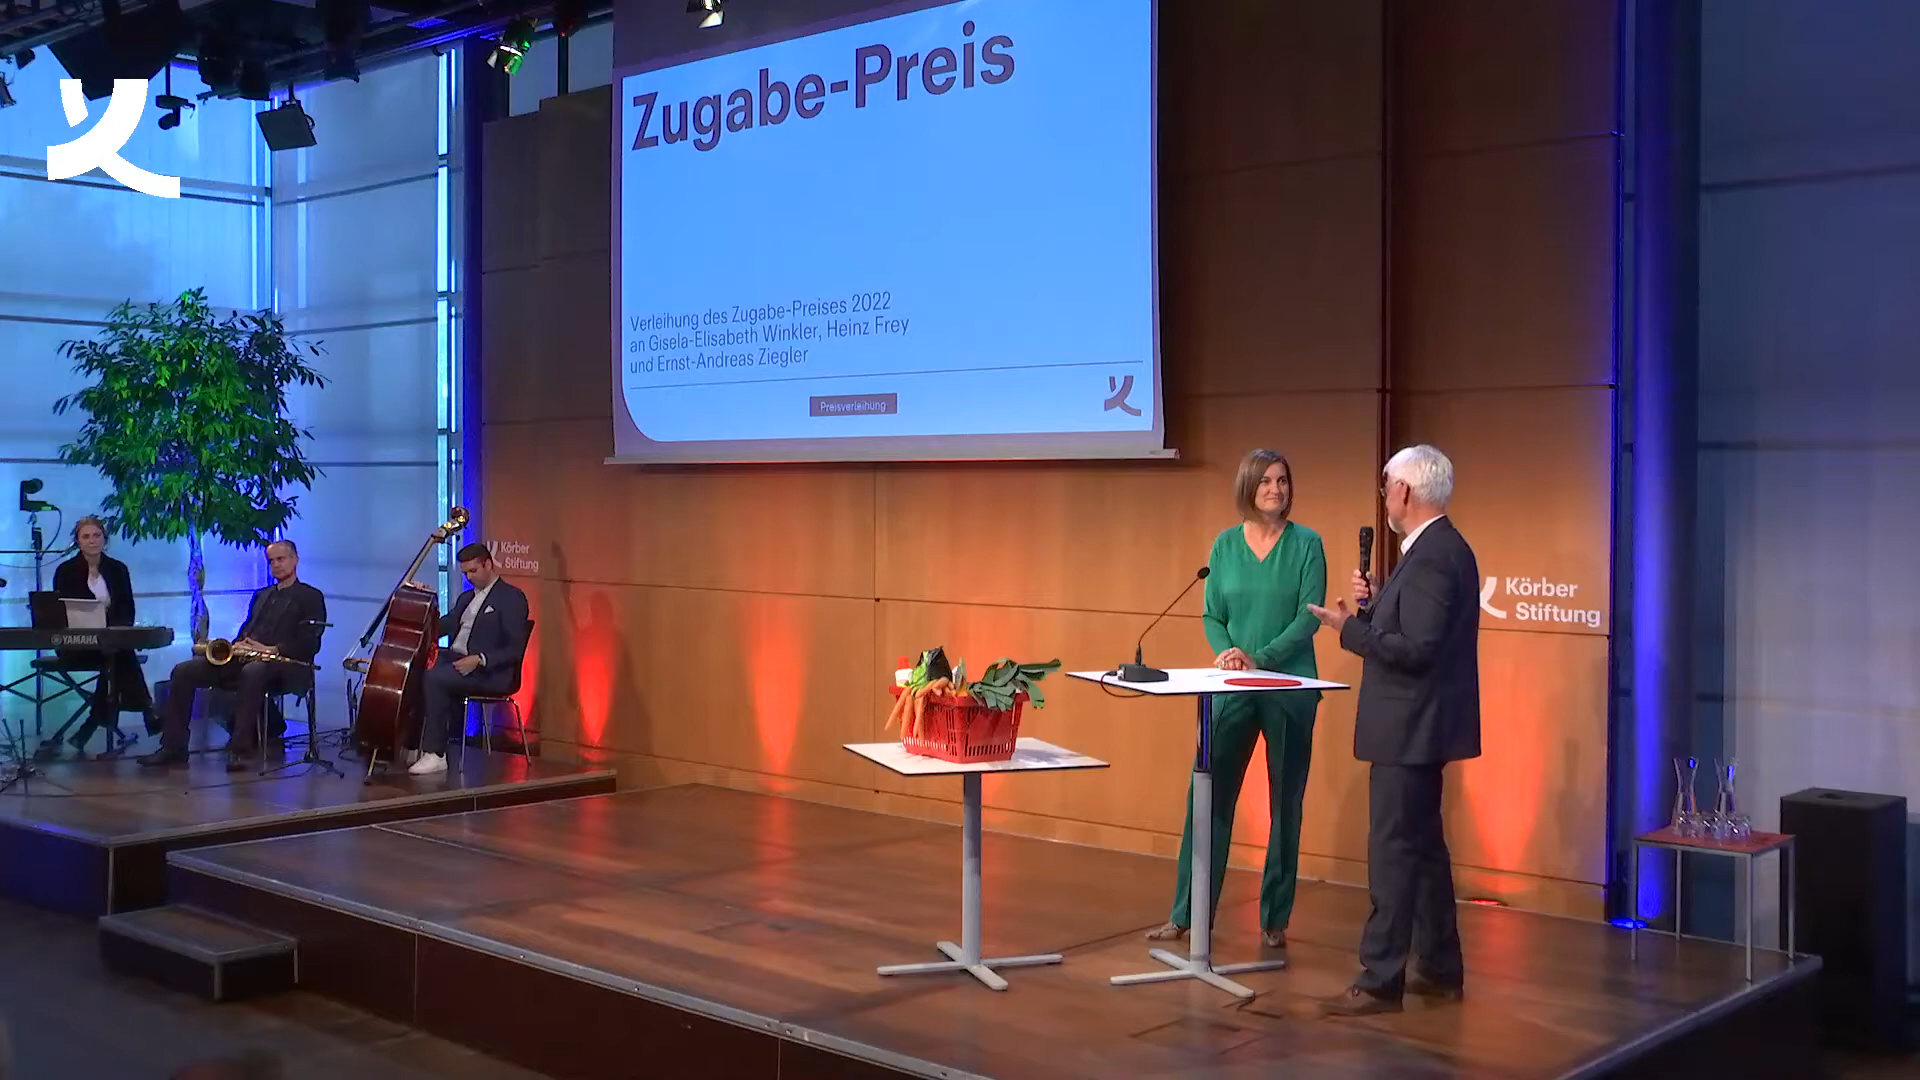 Zugabe-Preis
Verleihung des Zugabe-Preises 2022
an Gisela-Elisabeth Winkler, Heinz Frey
und Ernst-Andreas Ziegler
Preisverleihung
Körber
Stiftung
Körber
Stiftung
YAMAHA